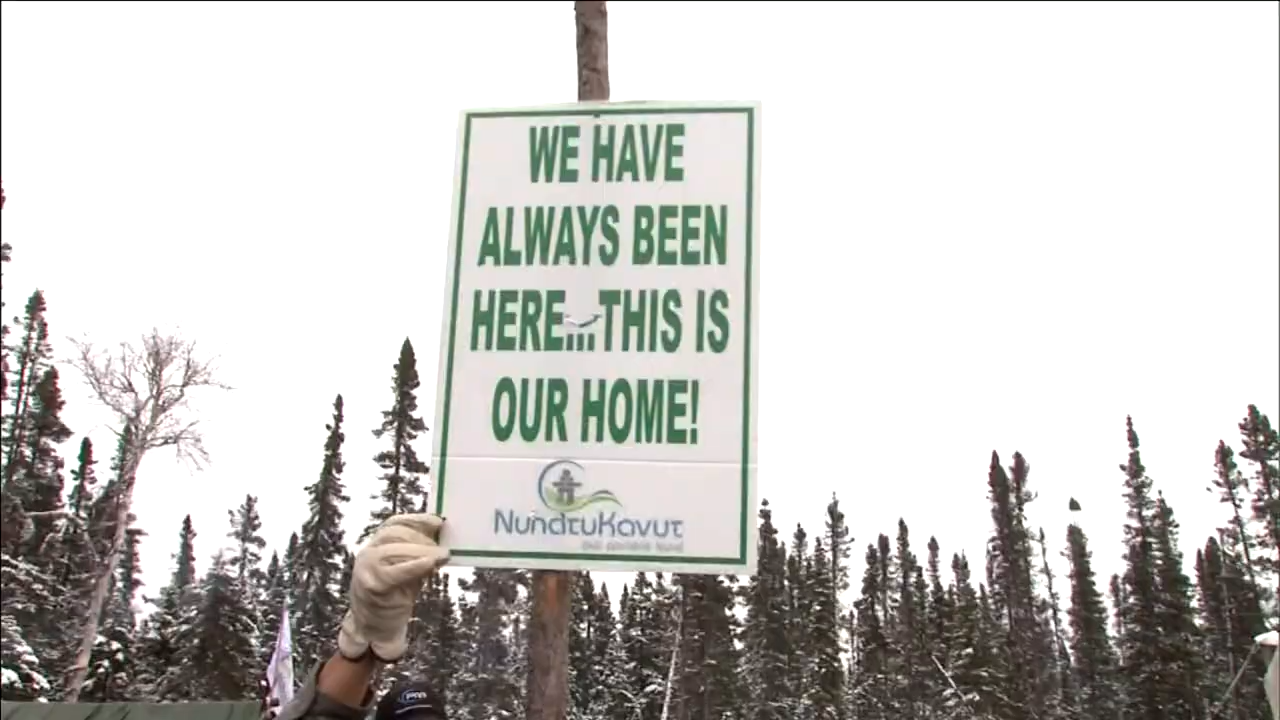 WE HAVE
ALWAYS BEEN
HERE...THIS IS
OUR HOME!
NunatuKavut